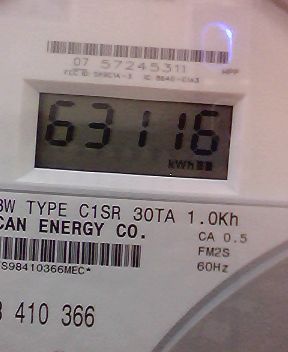 07 57245311
63116
kWh
3W TYPE C1SR 30TA 1.0Kh
CAN ENERGY CO.
CA 0.5
FM2S
S98410366MEC*
60Hz
410 366